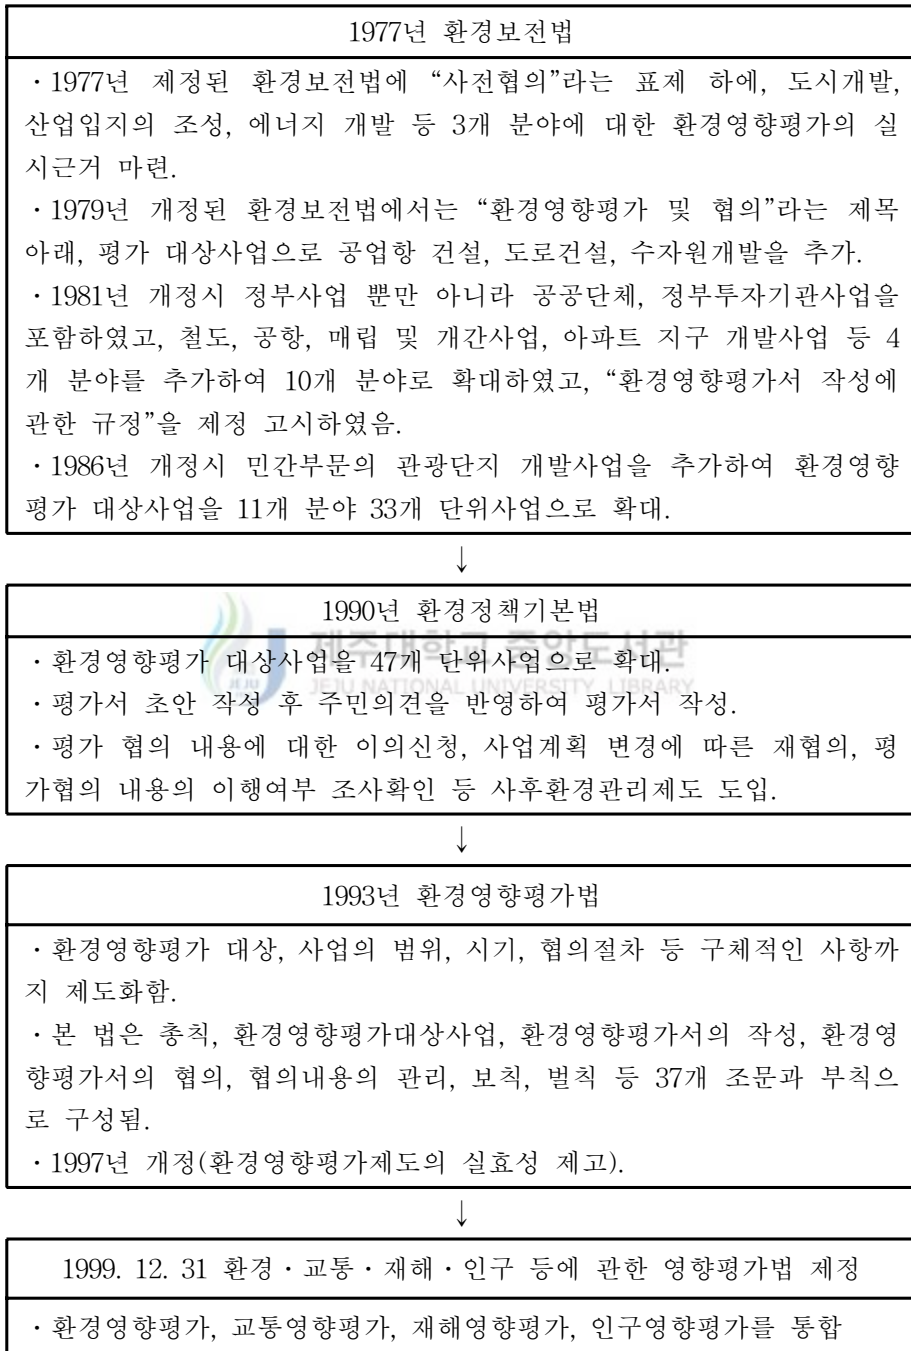 1977년 환경보전법
· 1977년 제정된 환경보전법에 “사전협의”라는 표제 하에, 도시개발,
산업입지의 조성, 에너지 개발 등 3개 분야에 대한 환경영향평가의 실
시근거 마련.
· 1979년 개정된 환경보전법에서는 “환경영향평가 및 협의”라는 제목
아래, 평가 대상사업으로 공업항 건설, 도로건설, 수자원개발을 추가.
· 1981년 개정시 정부사업 뿐만 아니라 공공단체, 정부투자기관사업을
포함하였고, 철도, 공항, 매립 및 개간사업, 아파트 지구 개발사업 등 4
개 분야를 추가하여 10개 분야로 확대하였고, “환경영향평가서 작성에
관한 규정”을 제정 고시하였음.
· 1986년 개정시 민간부문의 관광단지 개발사업을 추가하여 환경영향
평가 대상사업을 11개 분야 33개 단위사업으로 확대.
↓
1990년 환경정책기본법
· 환경영향평가 대상사업을 47개 단위사업으로 확대.
제주대학교 중앙도서관
JEJU NATIONAL UNIVERSITY LIBRARY
JEJU
· 평가서 초안 작성 후 주민의견을 반영하여 평가서 작성.
· 평가 협의 내용에 대한 이의신청, 사업계획 변경에 따른 재협의, 평
가협의 내용의 이행여부 조사확인 등 사후환경관리제도 도입.
↓
1993년 환경영향평가법
· 환경영향평가 대상, 사업의 범위, 시기, 협의절차 등 구체적인 사항까
지 제도화함.
· 본 법은 총칙, 환경영향평가대상사업, 환경영향평가서의 작성, 환경영
향평가서의 협의, 협의내용의 관리, 보칙, 벌칙 등 37개 조문과 부칙으
로 구성됨.
· 1997년 개정(환경영향평가제도의 실효성 제고).
↓
1999. 12. 31 환경 · 교통 · 재해 · 인구 등에 관한 영향평가법 제정
· 환경영향평가, 교통영향평가, 재해영향평가, 인구영향평가를 통합